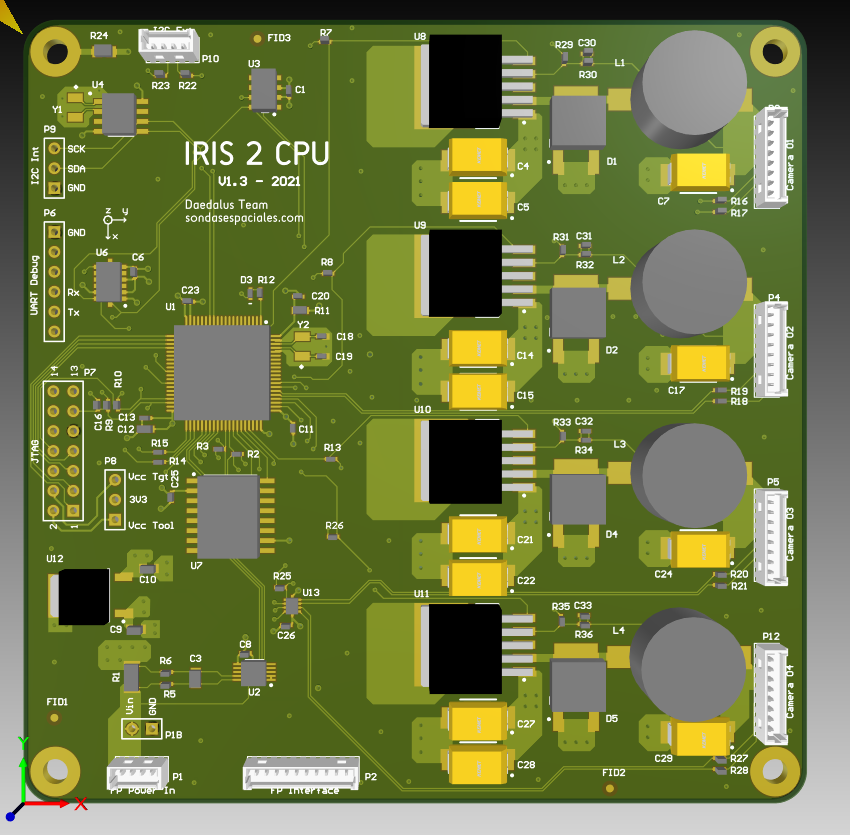 R24
I2C Ext
P10
FID3
R7
U8
R29
C30
R30
L1
R23
R22
U4
U3
C1
Y1
P9
SCK
SDA
GND
I2C Int
IRIS 2 CPU
V1.3 - 2021
Daedalus Team
sondasespaciales.com
C4
C5
D1
C7
R16
R17
Camera O1
P6
GND
Rx
Tx
UART Debug
z
y
x
U6
C6
U9
R31
C31
R32
L2
R8
D3
R12
C23
U1
C20
R11
Y2
C18
C19
C14
C15
D2
C17
P4
Camera O2
R19
R18
14
13
P7
R10
C16
R9
C13
C12
JTAG
2
1
R15
R14
R3
R2
C11
R13
U10
R33
C32
R34
L3
P8
Vcc Tgt
3V3
Vcc Tool
C25
U7
R26
C21
C22
D4
C24
P5
Camera O3
R20
R21
U12
C10
C9
R25
U13
C26
U11
R35
C33
R36
L4
R1
R6
R5
C3
C8
U2
FID1
Vin
GND
P1B
P1
FP Power In
P2
FP Interface
C27
C28
D5
C29
P12
Camera O4
R27
R28
FID2
Y
X